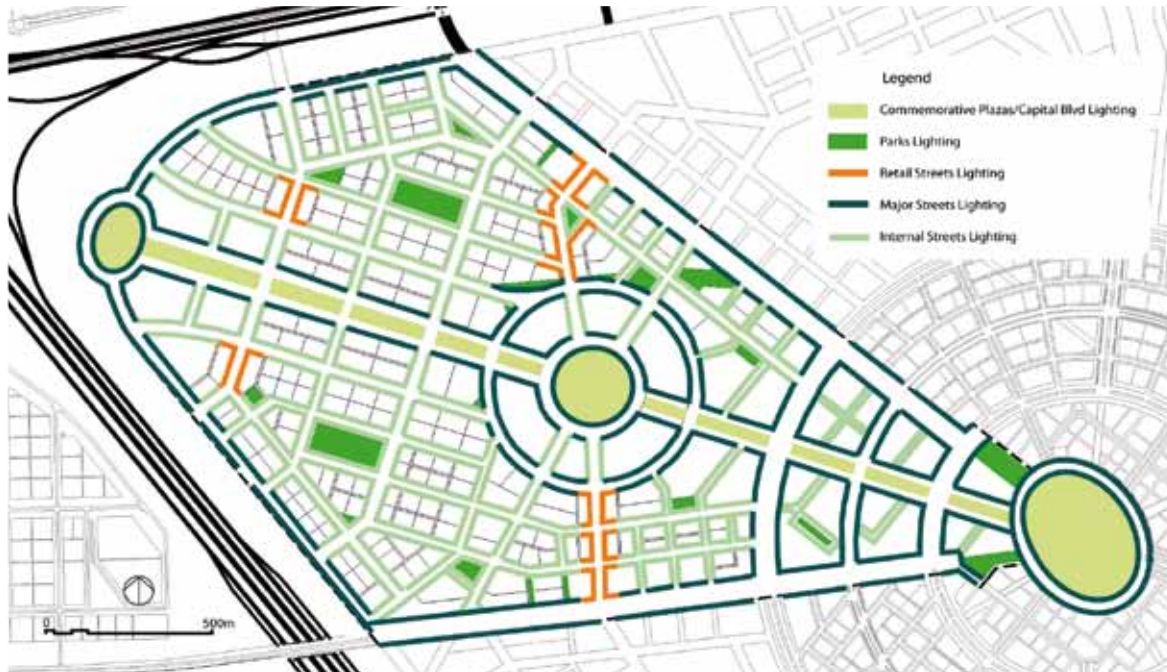 Legend
Commemorative Plazas/Capital Blvd Lighting
Parks Lighting
Retail Streets Lighting
Major Streets Lighting
Internal Streets Lighting
0 500m